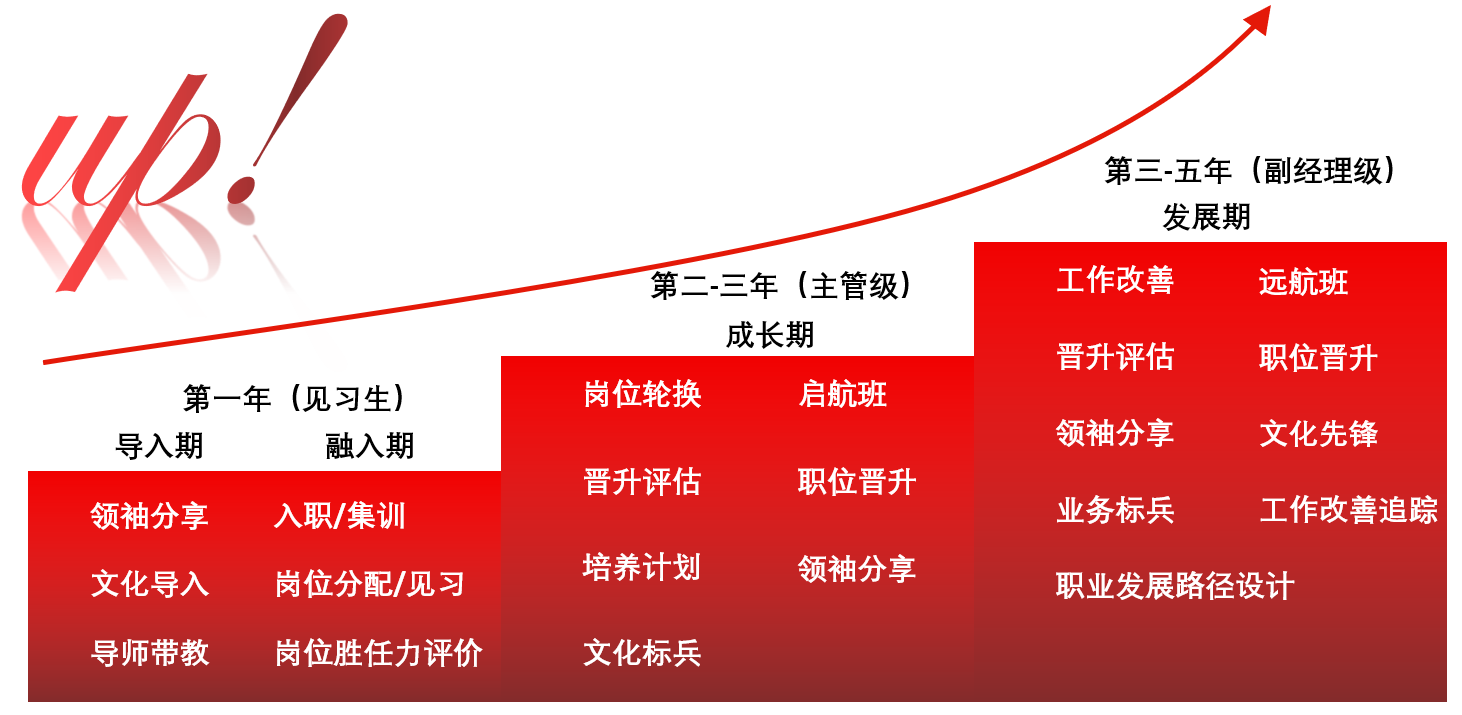 up!
第一年（见习生）
导入期 融入期
领袖分享 入职/集训
文化导入 岗位分配/见习
导师带教 岗位胜任力评价
第二-三年（主管级）
成长期
岗位轮换 启航班
晋升评估 职位晋升
培养计划 领袖分享
文化标兵
第三-五年（副经理级）
发展期
工作改善 远航班
晋升评估 职位晋升
领袖分享 文化先锋
业务标兵 工作改善追踪
职业发展路径设计